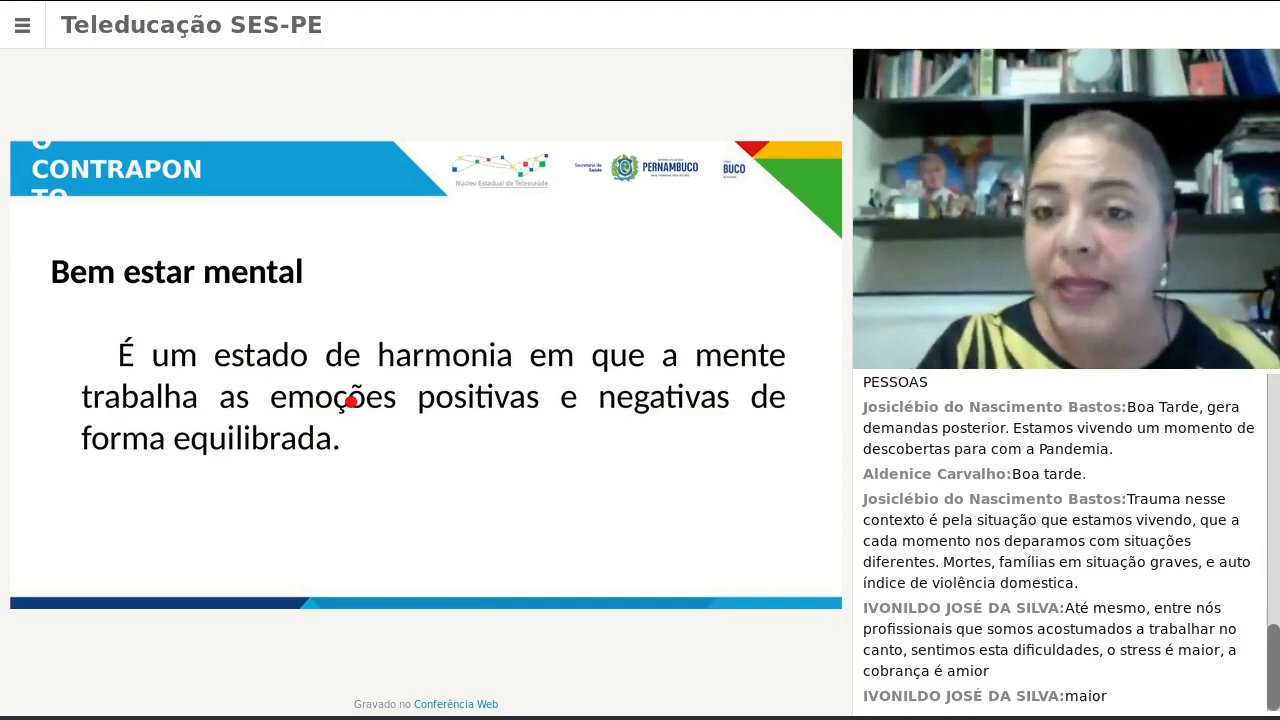 Teleducação SES-PE
O
CONTRAPON
TO
Núcleo Estadual de Telessaúde
Secretaria de
Saúde
PERNAMBUCO
BUCO
Bem estar mental
É um estado de harmonia em que a mente
trabalha as emoções positivas e negativas de
forma equilibrada.
Gravado no Conferência Web
PESSOAS
Josiclébio do Nascimento Bastos:Boa Tarde, gera
demandas posterior. Estamos vivendo um momento de
descobertas para com a Pandemia.
Aldenice Carvalho:Boa tarde.
Josiclébio do Nascimento Bastos:Trauma nesse
contexto é pela situação que estamos vivendo, que a
cada momento nos deparamos com situações
diferentes. Mortes, famílias em situação graves, e auto
índice de violência domestica.
IVONILDO JOSÉ DA SILVA:Até mesmo, entre nós
profissionais que somos acostumados a trabalhar no
canto, sentimos esta dificuldades, o stress é maior, a
cobrança é amior
IVONILDO JOSÉ DA SILVA:maior